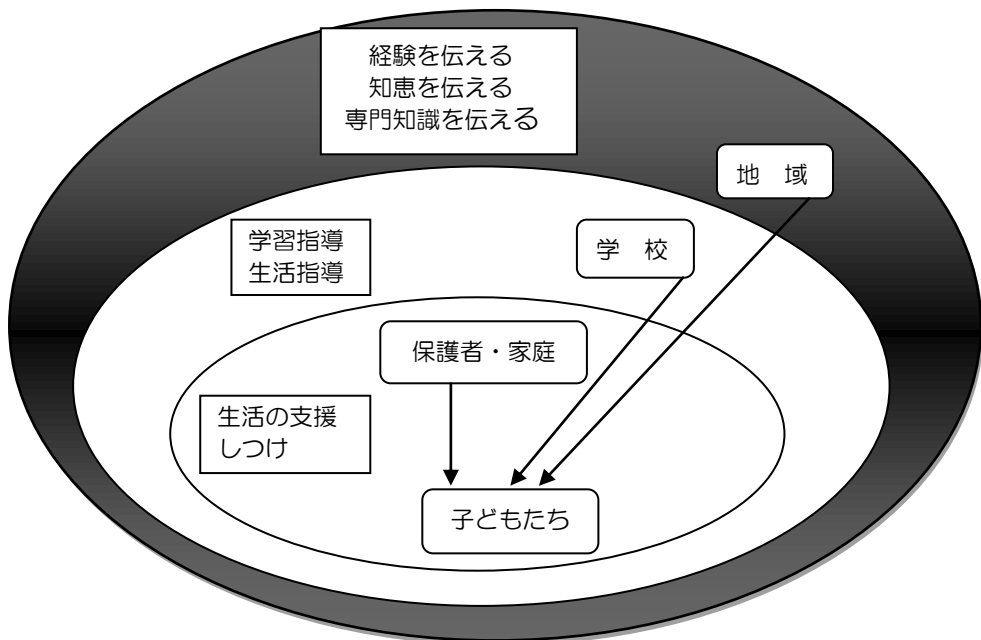 経験を伝える
知恵を伝える
専門知識を伝える
地　域
学習指導
生活指導
学　校
保護者・家庭
生活の支援
しつけ
子どもたち